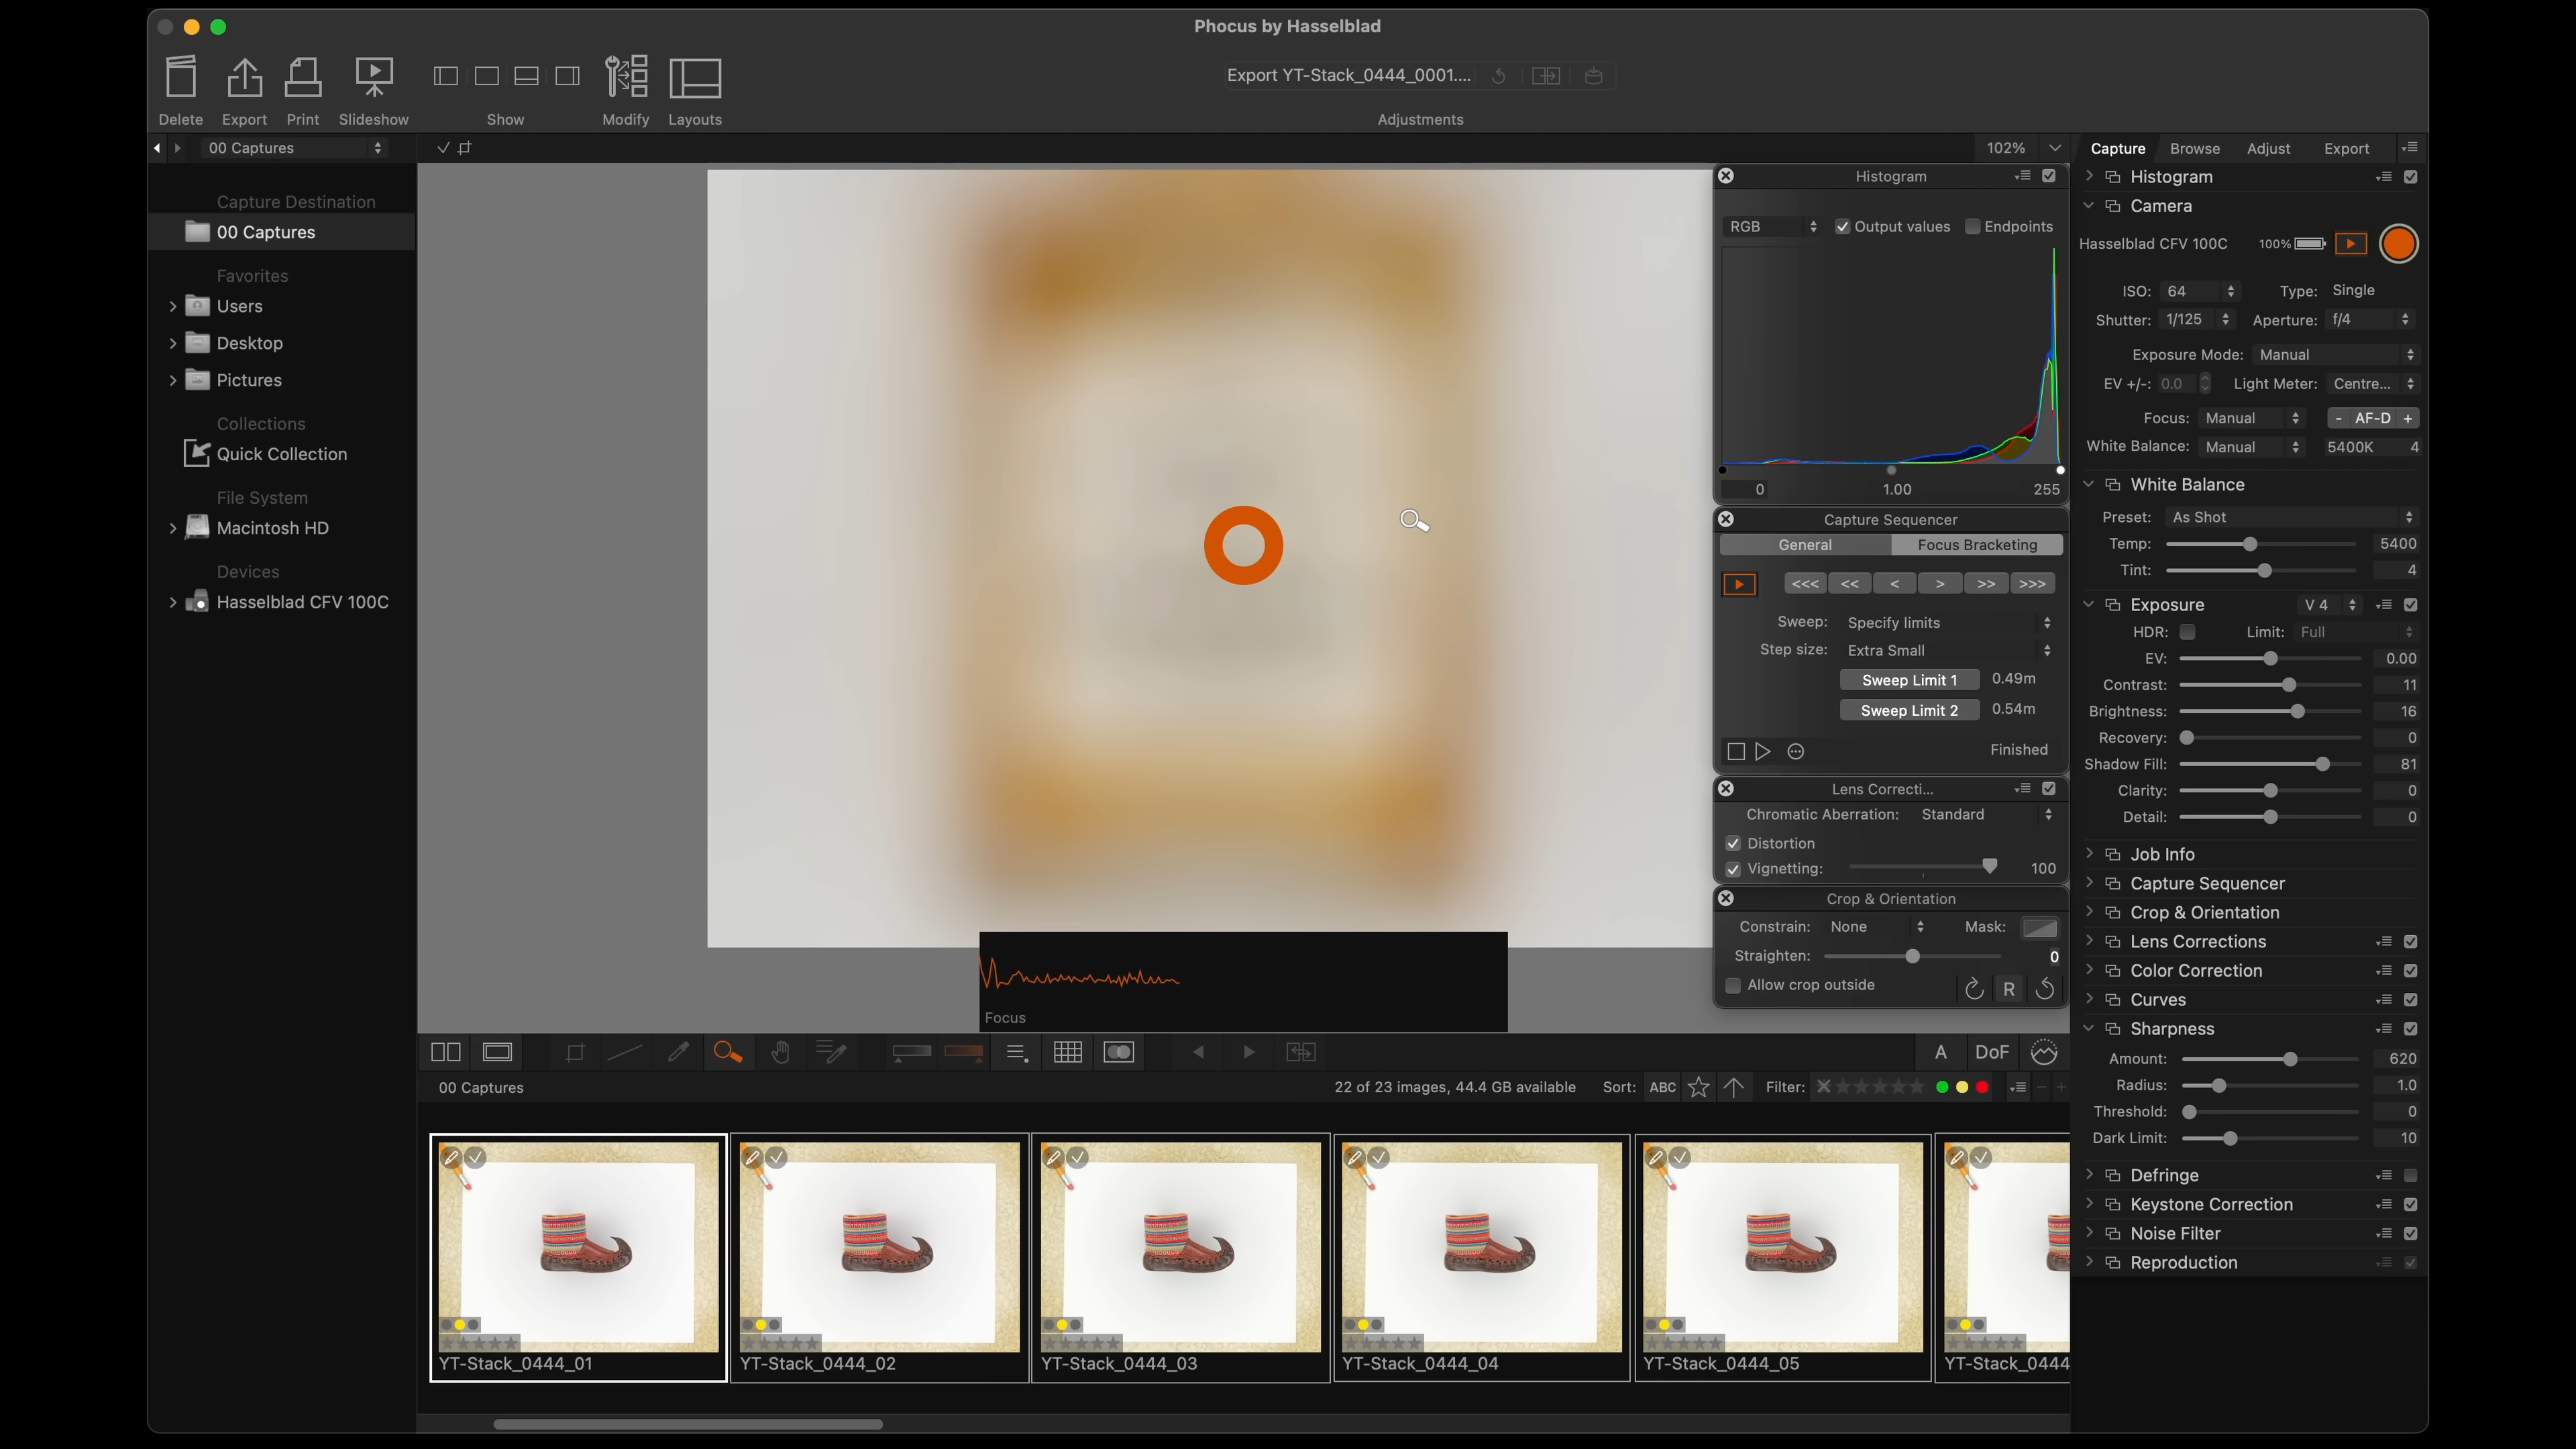 Phocus by Hasselblad
Delete
Export
Print
Slideshow
Show
Modify
Layouts
Export YT-Stack_0444_0001....
Adjustments
00 Captures
102%
Capture
Browse
Adjust
Export
Capture Destination
00 Captures
Favorites
Users
Desktop
Pictures
Collections
Quick Collection
File System
Macintosh HD
Devices
Hasselblad CFV 100C
Histogram
RGB
Output values
Endpoints
0
1.00
255
Capture Sequencer
General
Focus Bracketing
<<<
<<
<
>
>>
>>>
Sweep: Specify limits
Step size: Extra Small
Sweep Limit 1 0.49m
Sweep Limit 2 0.54m
Finished
Lens Correcti...
Chromatic Aberration: Standard
Distortion
Vignetting: 100
Crop & Orientation
Constrain: None Mask:
Straighten: 0
Allow crop outside R
Histogram
Camera
Hasselblad CFV 100C 100%
ISO: 64 Type: Single
Shutter: 1/125 Aperture: f/4
Exposure Mode: Manual
EV +/-: 0.0 Light Meter: Centre...
Focus: Manual - AF-D +
White Balance: Manual 5400K 4
White Balance
Preset: As Shot
Temp: 5400
Tint: 4
Exposure V 4
HDR: Limit: Full
EV: 0.00
Contrast: 11
Brightness: 16
Recovery: 0
Shadow Fill: 81
Clarity: 0
Detail: 0
Job Info
Capture Sequencer
Crop & Orientation
Lens Corrections
Color Correction
Curves
Sharpness
Amount: 620
Radius: 1.0
Threshold: 0
Dark Limit: 10
Defringe
Keystone Correction
Noise Filter
Reproduction
Focus
A
DoF
00 Captures
22 of 23 images, 44.4 GB available
Sort: ABC
Filter:
YT-Stack_0444_01
YT-Stack_0444_02
YT-Stack_0444_03
YT-Stack_0444_04
YT-Stack_0444_05
YT-Stack_0444